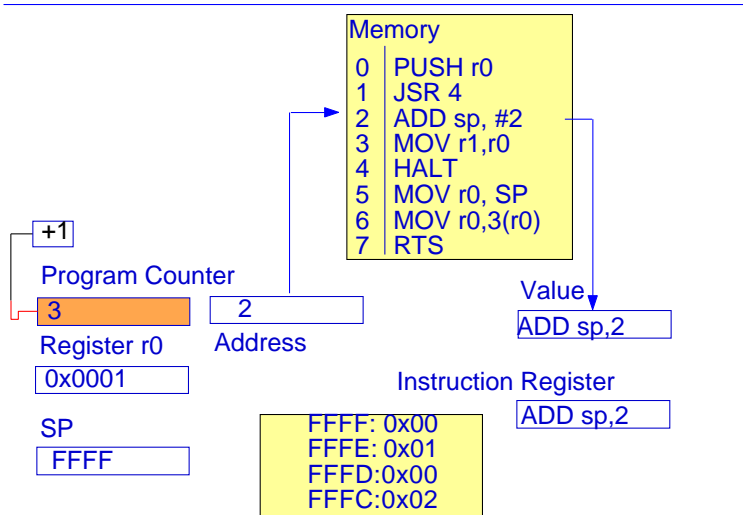 Memory
0 PUSH r0
1 JSR 4
2 ADD sp, #2
3 MOV r1,r0
4 HALT
5 MOV r0, SP
6 MOV r0,3(r0)
7 RTS
+1
Program Counter
3
2
Address
Value
ADD sp,2
Register r0
0x0001
Instruction Register
ADD sp,2
SP
FFFF
FFFF: 0x00
FFFE: 0x01
FFFD:0x00
FFFC:0x02